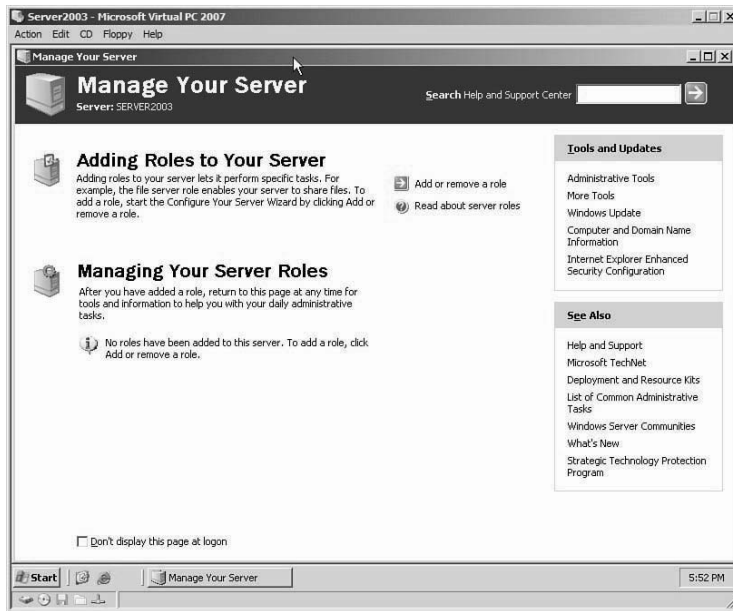 Server2003 - Microsoft Virtual PC 2007
Action Edit CD Floppy Help
Manage Your Server
Manage Your Server
Server: SERVER2003
Search Help and Support Center
Adding Roles to Your Server
Adding roles to your server lets it perform specific tasks. For
example, the file server role enables your server to share files. To
add a role, start the Configure Your Server Wizard by clicking Add or
remove a role.
Add or remove a role
Read about server roles
Managing Your Server Roles
After you have added a role, return to this page at any time for
tools and information to help you with your daily administrative
tasks.
No roles have been added to this server. To add a role, click
Add or remove a role.
Tools and Updates
Administrative Tools
More Tools
Windows Update
Computer and Domain Name
Information
Internet Explorer Enhanced
Security Configuration
See Also
Help and Support
Microsoft TechNet
Deployment and Resource Kits
List of Common Administrative
Tasks
Windows Server Communities
What's New
Strategic Technology Protection
Program
Don't display this page at logon
Start
Manage Your Server
5:52 PM